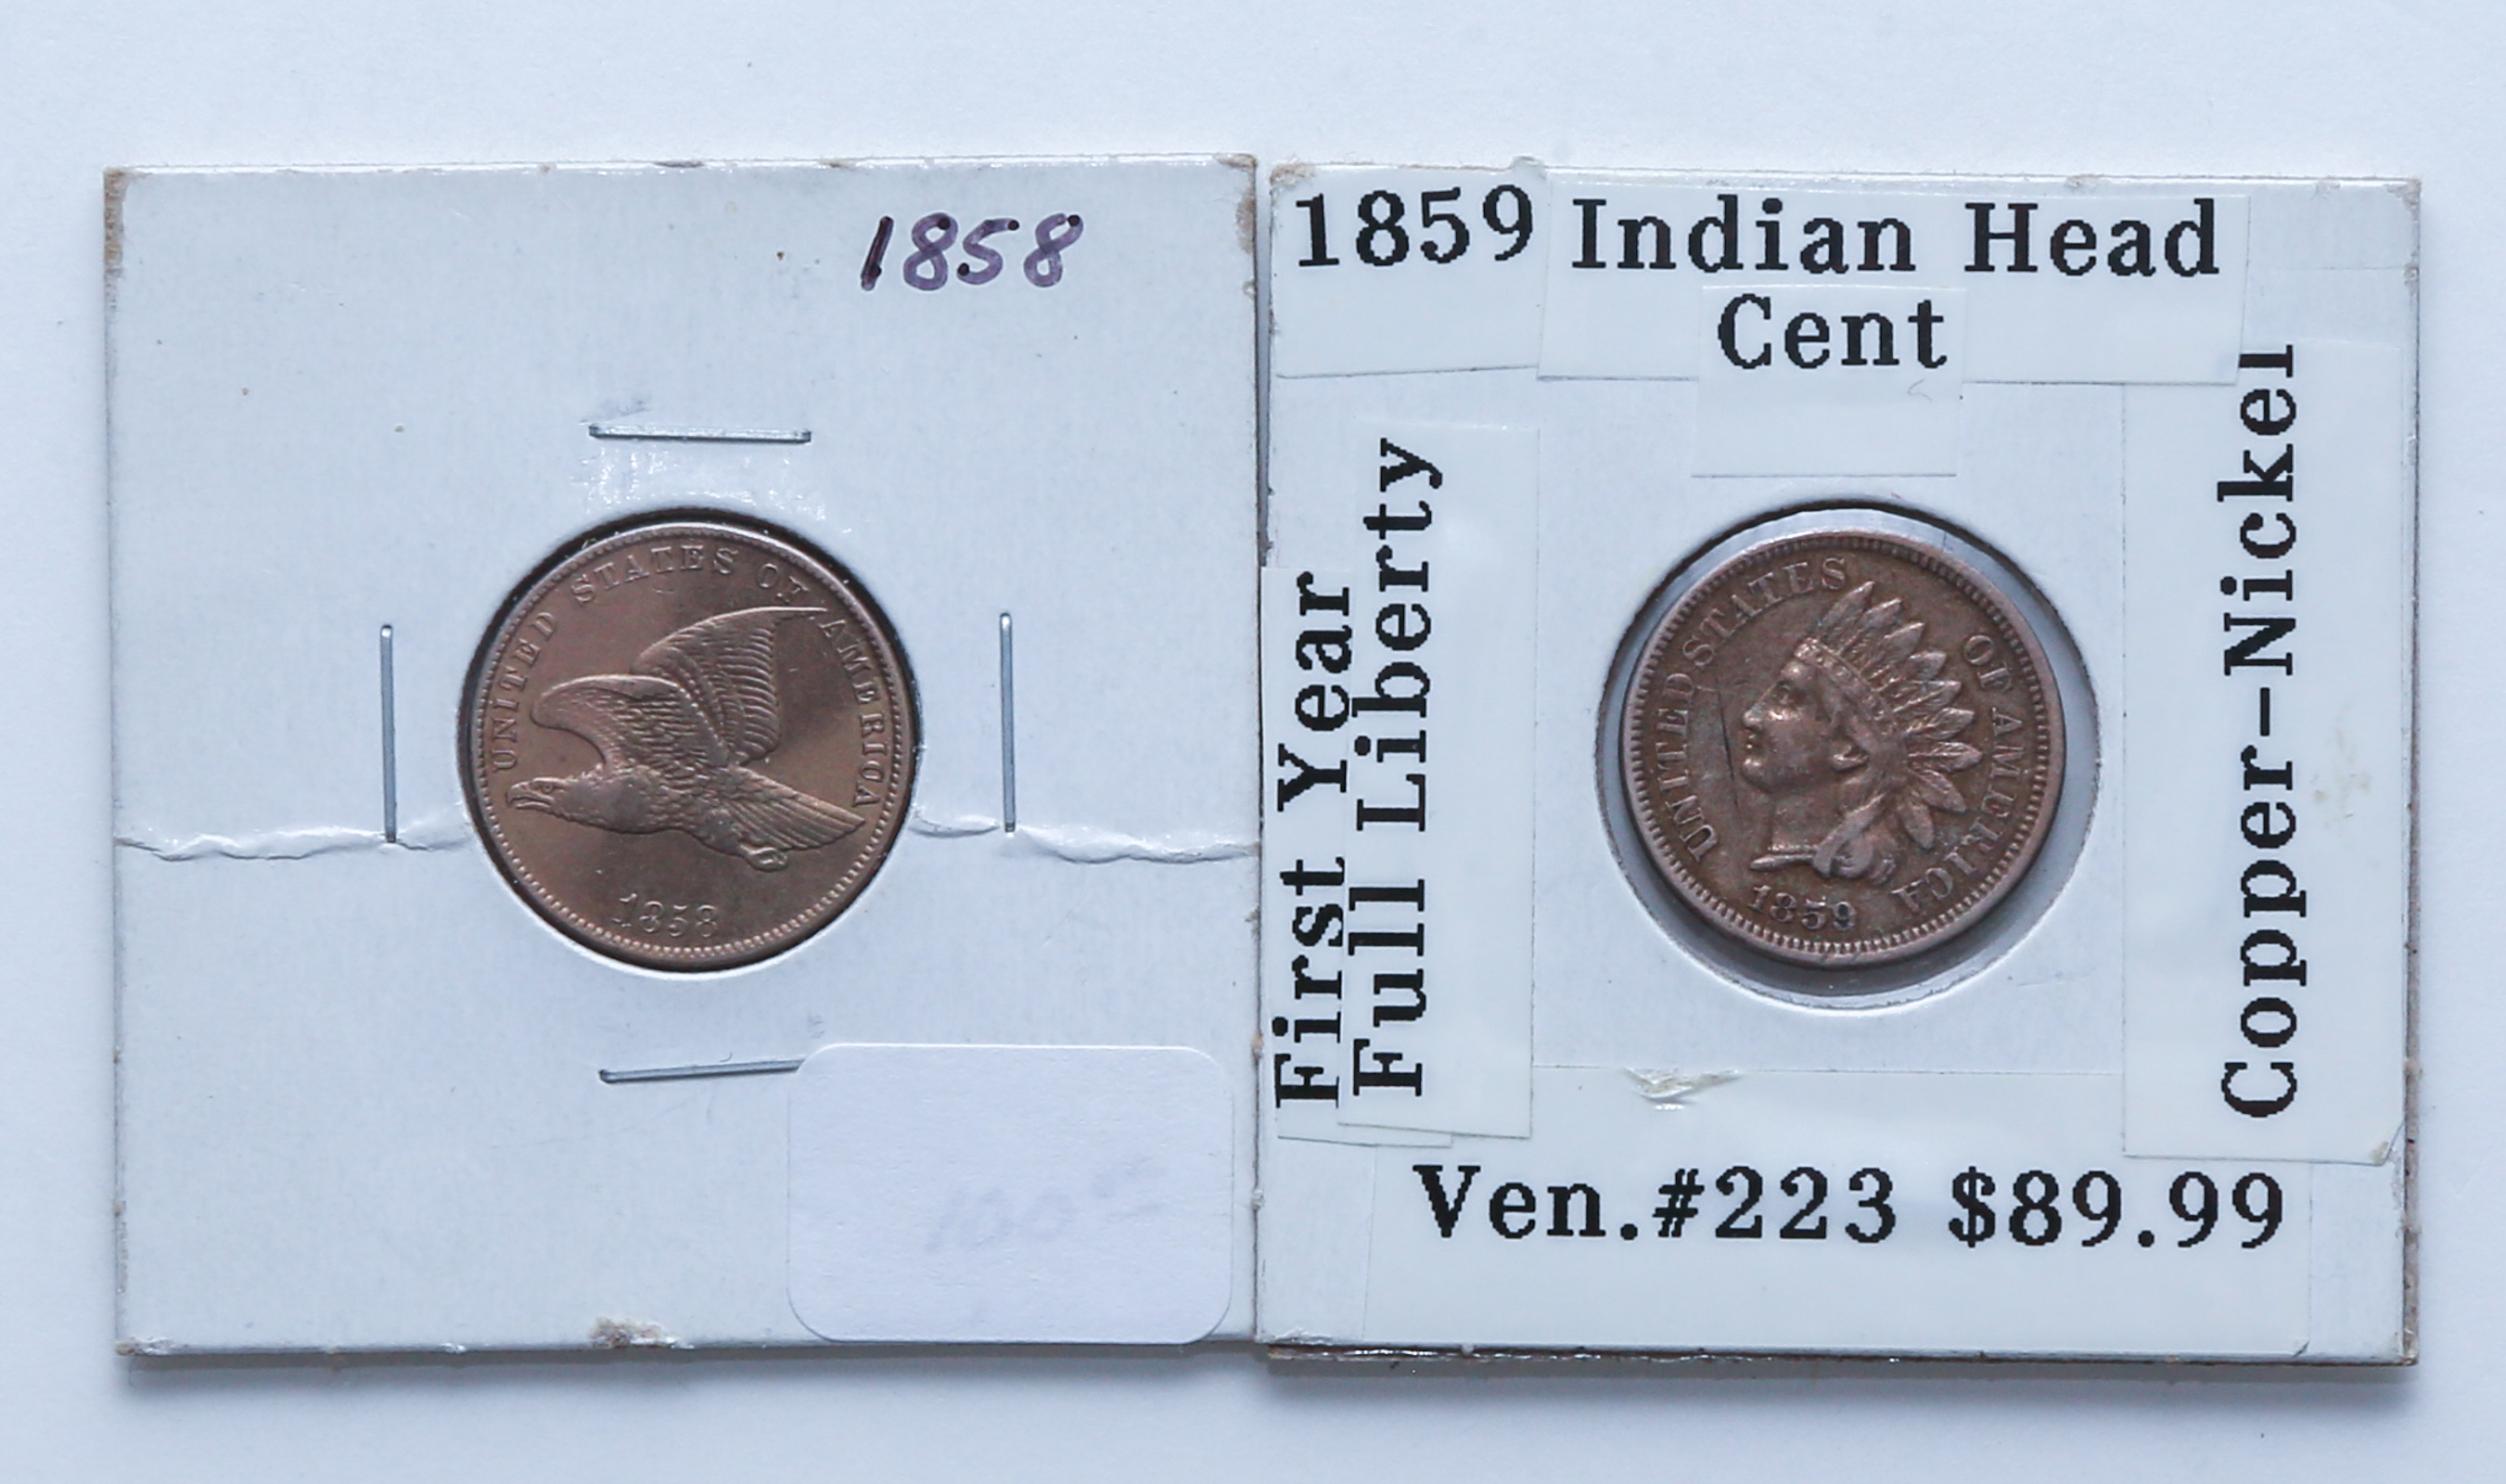 1858
UNITED STATES OF AMERICA
1858
1859 Indian Head
Cent
First Year
Full Liberty
Copper-Nickel
UNITED STATES OF AMERICA
1859
Ven.#223 $89.99